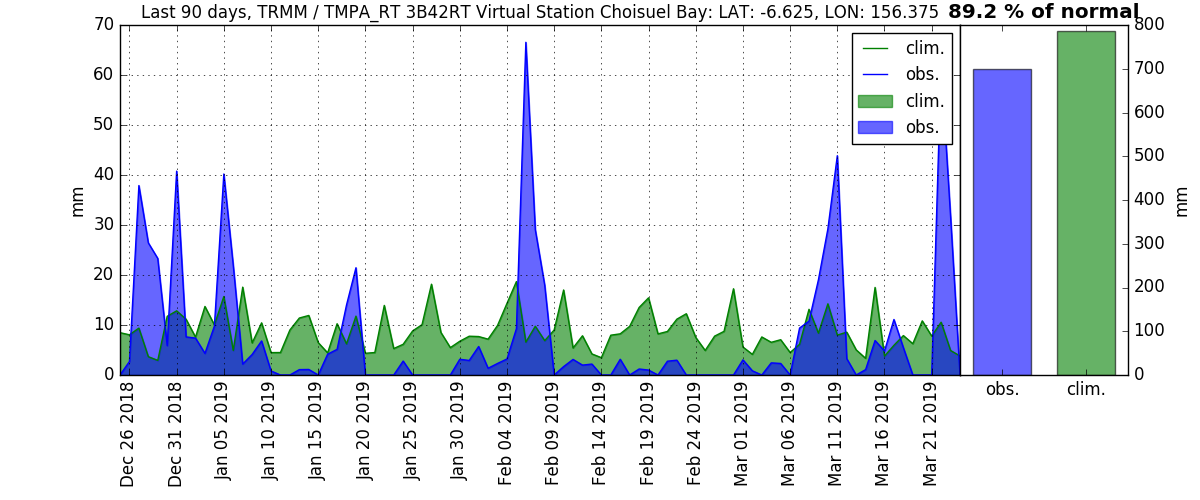 Last 90 days, TRMM / TMPA_RT 3B42RT Virtual Station Choisuel Bay: LAT: -6.625, LON: 156.375 89.2 % of normal
70
60
50
40
30
20
10
0
mm
clim.
obs.
clim.
obs.
Dec 26 2018
Dec 31 2018
Jan 05 2019
Jan 10 2019
Jan 15 2019
Jan 20 2019
Jan 25 2019
Jan 30 2019
Feb 04 2019
Feb 09 2019
Feb 14 2019
Feb 19 2019
Feb 24 2019
Mar 01 2019
Mar 06 2019
Mar 11 2019
Mar 16 2019
Mar 21 2019
800
700
600
500
400
300
200
100
0
mm
obs.
clim.